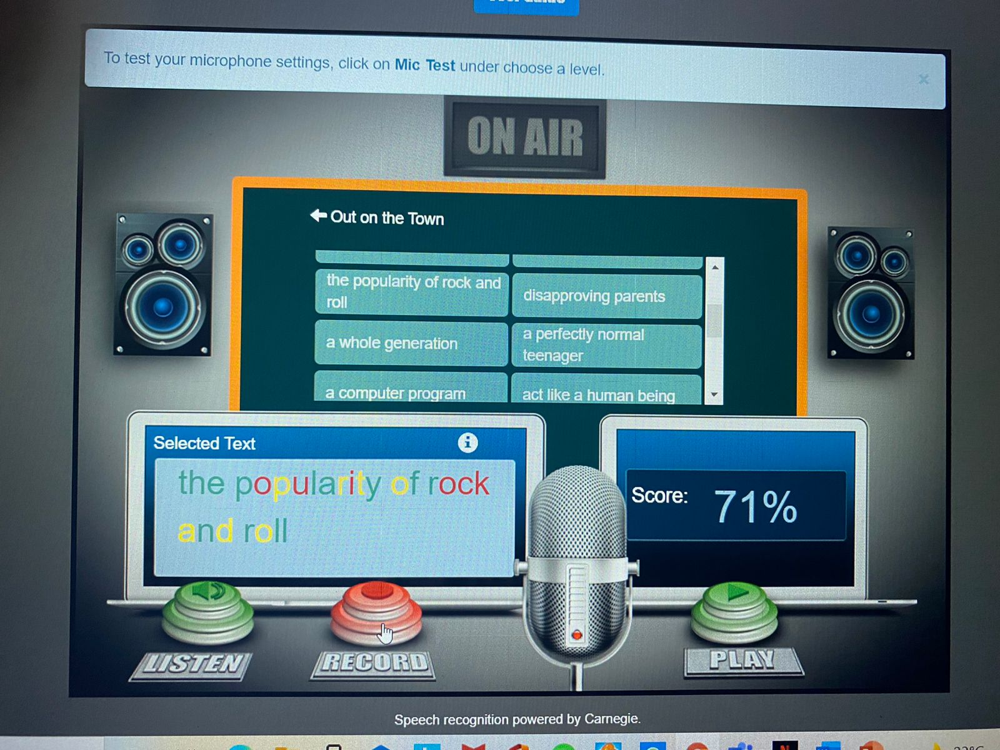 To test your microphone settings, click on Mic Test under choose a level.
×
ON AIR
Out on the Town
the popularity of rock and
roll
disapproving parents
a whole generation
a perfectly normal
teenager
a computer program
act like a human being
Selected Text
i
the popularity of rock
and roll
Score: 71%
LISTEN
RECORD
PLAY
Speech recognition powered by Carnegie.